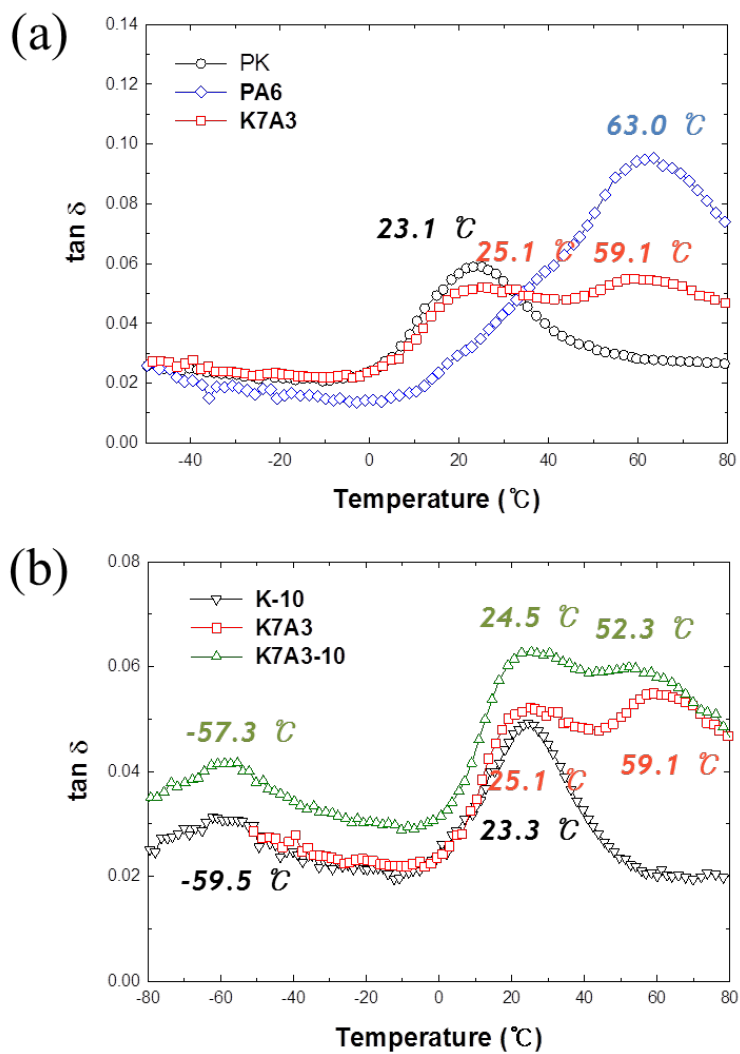 (a)
0.14
0.12
0.10
0.08
0.06
0.04
0.02
0.00
tan δ
PK
PA6
K7A3
63.0 ℃
23.1 ℃
25.1 ℃ 59.1 ℃
-40 -20 0 20 40 60 80
Temperature (℃)
(b)
0.08
0.06
0.04
0.02
0.00
tan δ
K-10
K7A3
K7A3-10
24.5 ℃ 52.3 ℃
-57.3 ℃
59.1 ℃
25.1 ℃
23.3 ℃
-59.5 ℃
-80 -60 -40 -20 0 20 40 60 80
Temperature (℃)